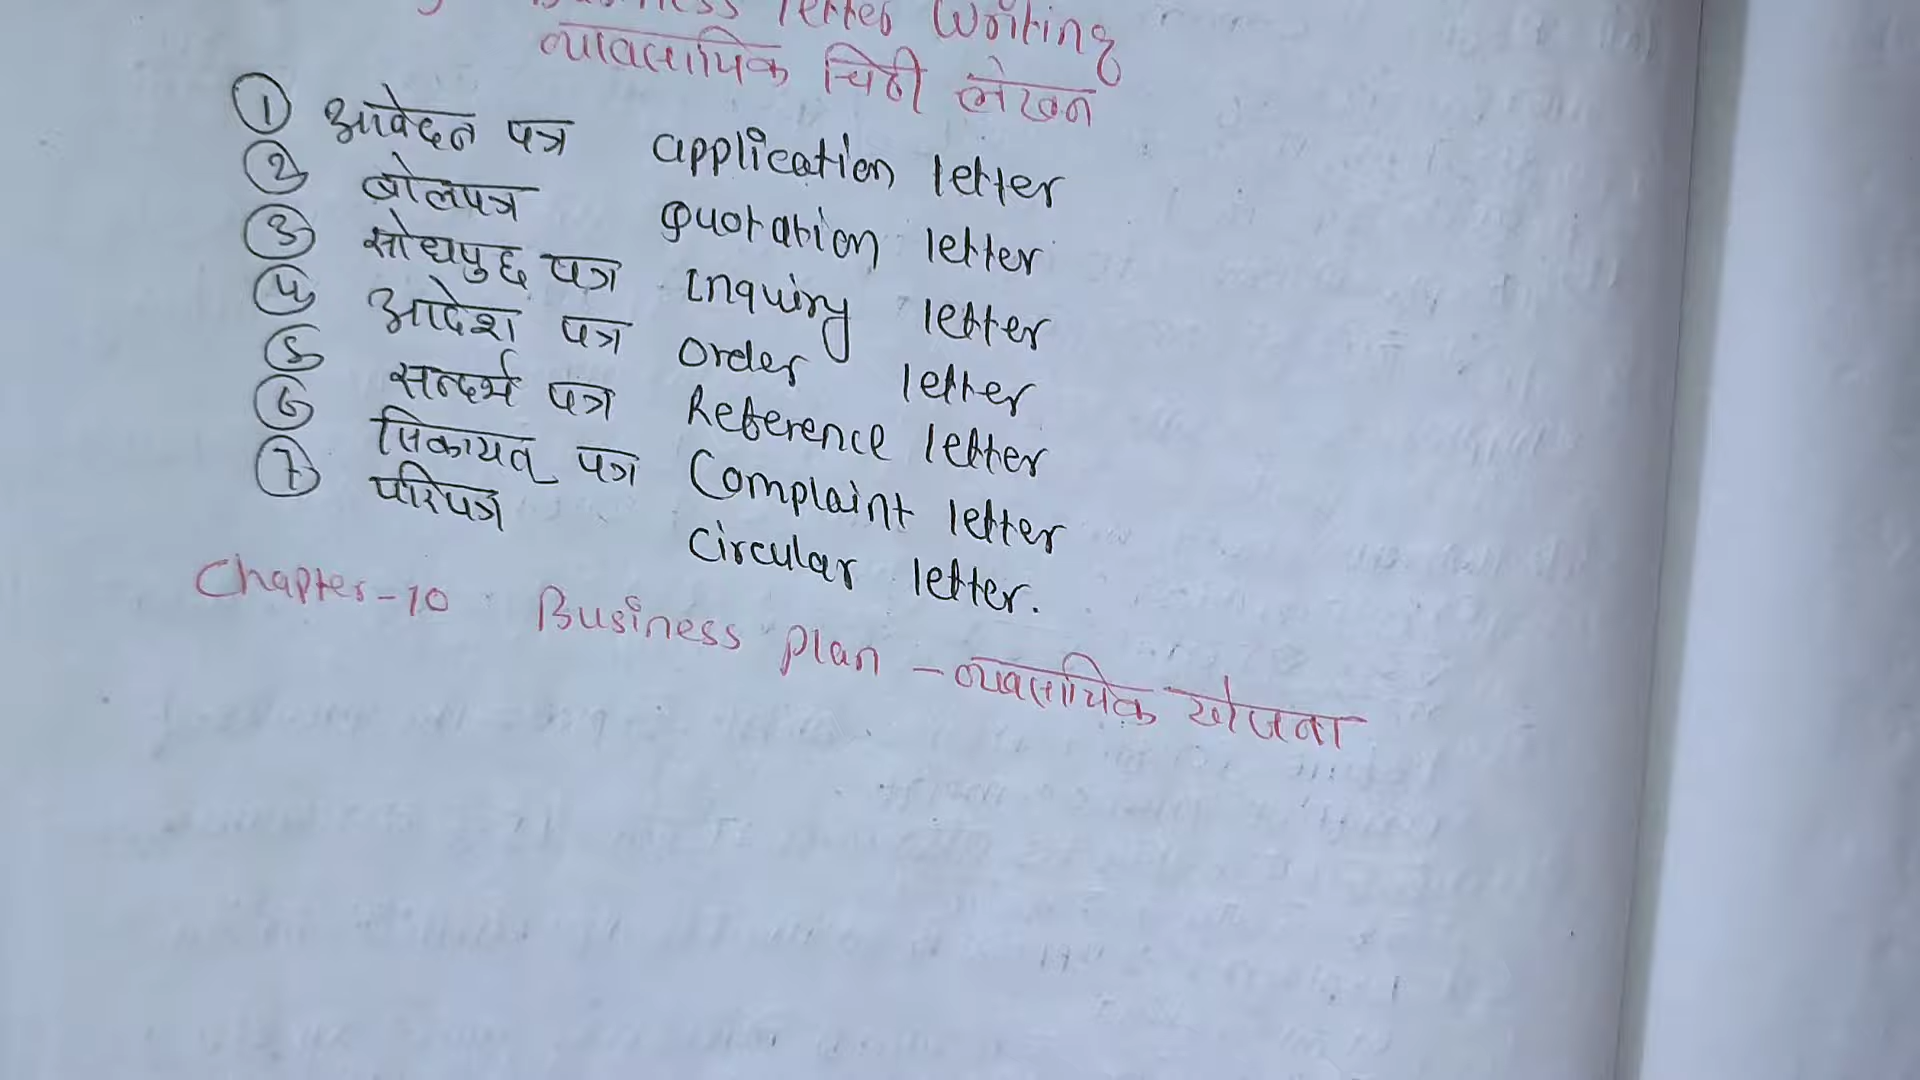 Business letter Writing
व्यावसायिक चिठी लेखन
① आवेदन पत्र application letter
② बोलपत्र quotation letter
③ सोधपुछ पत्र Inquiry letter
④ आदेश पत्र order letter
⑤ सन्दर्भ पत्र Reference letter
⑥ सिकायत् पत्र Complaint letter
⑦ परिपत्र circular letter.
Chapter-10 Business plan - व्यवसायिक योजना